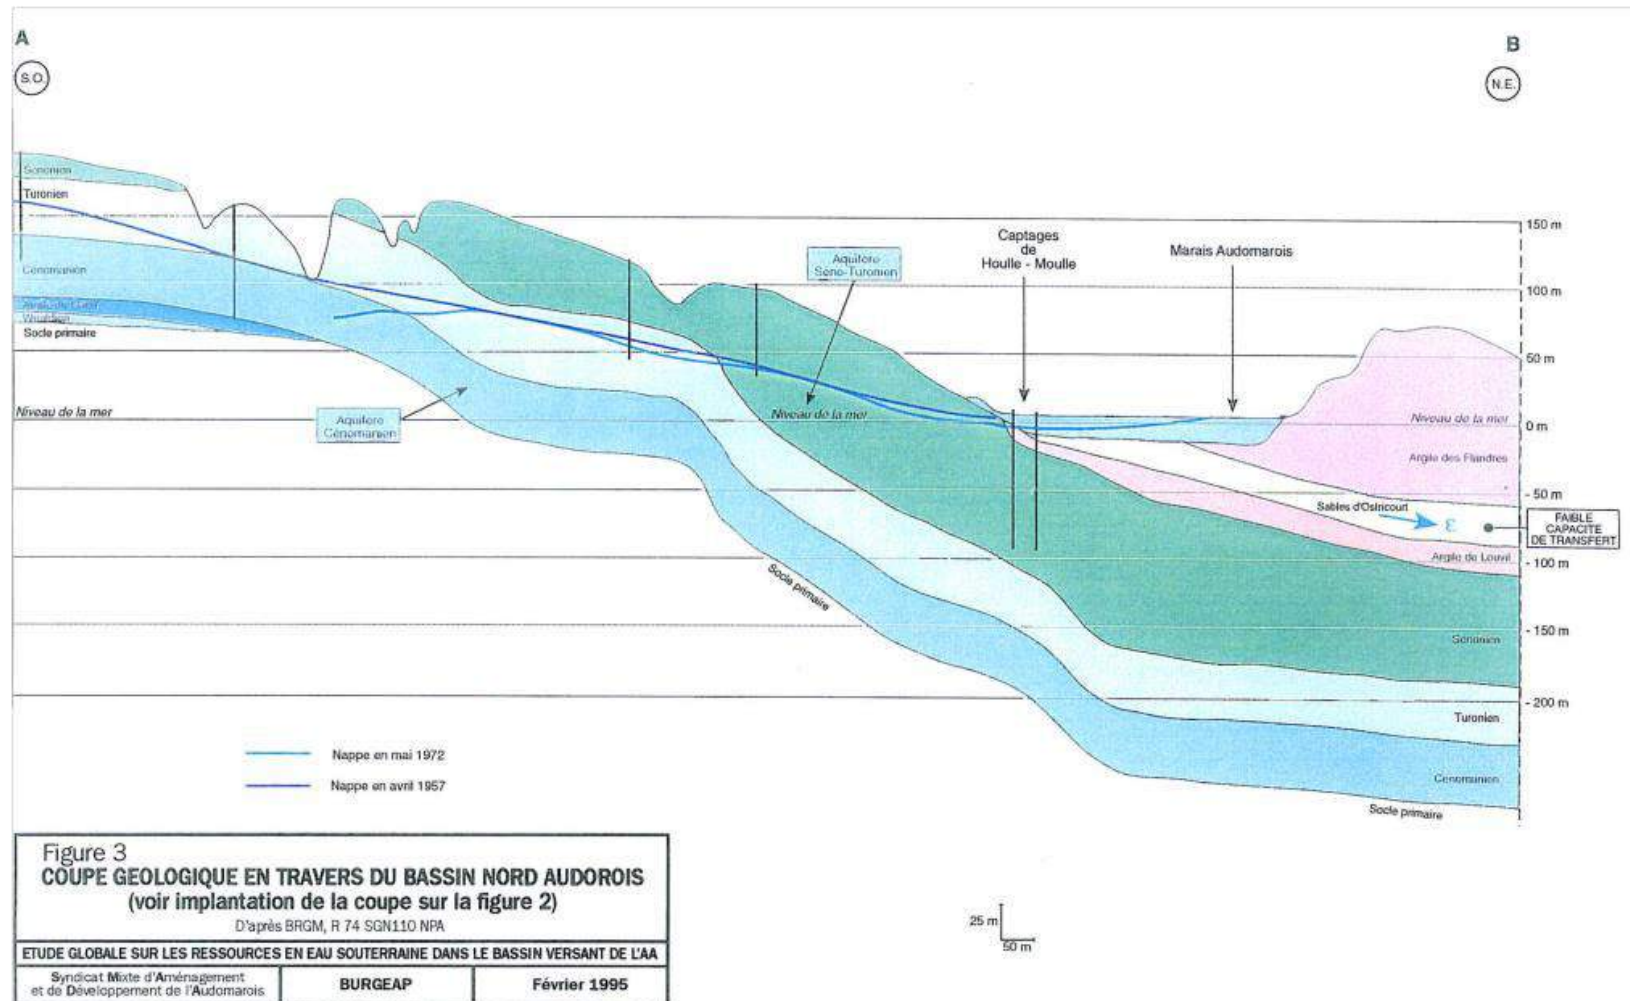 A
B
S.O.
N.E.
Sénonien
Turonien
Cénomanien
Socle primaire
Niveau de la mer
Aquifère
Cénomanien
Aquifère
Séno-Turonien
Niveau de la mer
Captages
de
Houlle - Moulle
Marais Audomarois
150 m
100 m
50 m
Niveau de la mer
0 m
Argile des Flandres
- 50 m
Sables d'Osincourt
ε
FAIBLE
CAPACITE
DE TRANSFERT
Argile de Louvil
- 100 m
Socle primaire
- 150 m
Sénonien
- 200 m
Turonien
Cénomanien
Socle primaire
Nappe en mai 1972
Nappe en avril 1957
25 m
50 m
Figure 3
COUPE GEOLOGIQUE EN TRAVERS DU BASSIN NORD AUDOROIS
(voir implantation de la coupe sur la figure 2)
D'après BRGM, R 74 SGN110 NPA
ETUDE GLOBALE SUR LES RESSOURCES EN EAU SOUTERRAINE DANS LE BASSIN VERSANT DE L'AA
Syndicat Mixte d'Aménagement
et de Développement de l'Audomarois
BURGEAP
Février 1995